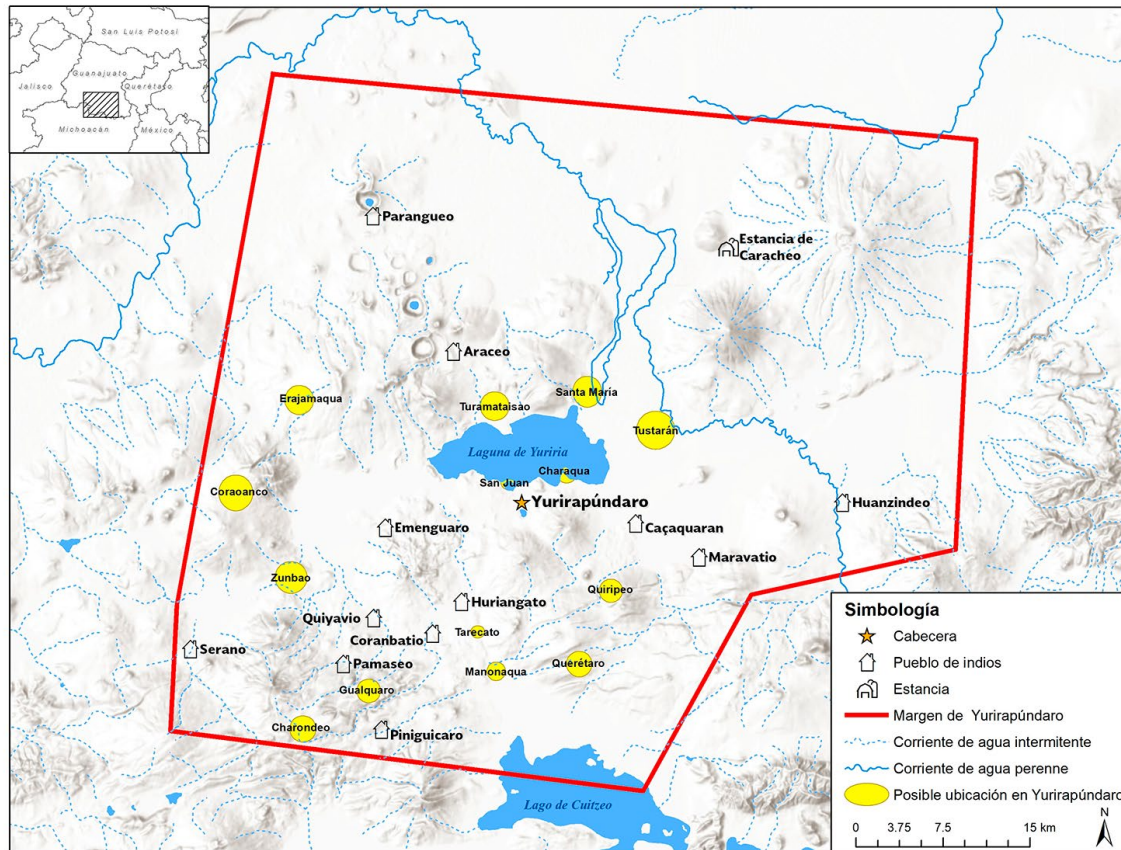 San Luis Potosí
Guanajuato
Jalisco
Querétaro
Michoacán
México
Parangueo
Estancia de
Caracheo
Araceo
Erajamaqua
Turamataisao
Santa María
Tustarán
Laguna de Yuriria
Charaqua
San Juan
Coraoanco
Yurirapúndaro
Huanzindeo
Emenguaro
Caçaquaran
Maravatio
Zunbao
Quiripeo
Huriangato
Quiyavio
Coranbatio
Tarecato
Serano
Pamaseo
Manonaqua
Querétaro
Gualquaro
Charondeo
Piniguicaro
Lago de Cuitzeo
Simbología
Cabecera
Pueblo de indios
Estancia
Margen de Yurirapúndaro
Corriente de agua intermitente
Corriente de agua perenne
Posible ubicación en Yurirapúndaro
0 3.75 7.5 15 km
N